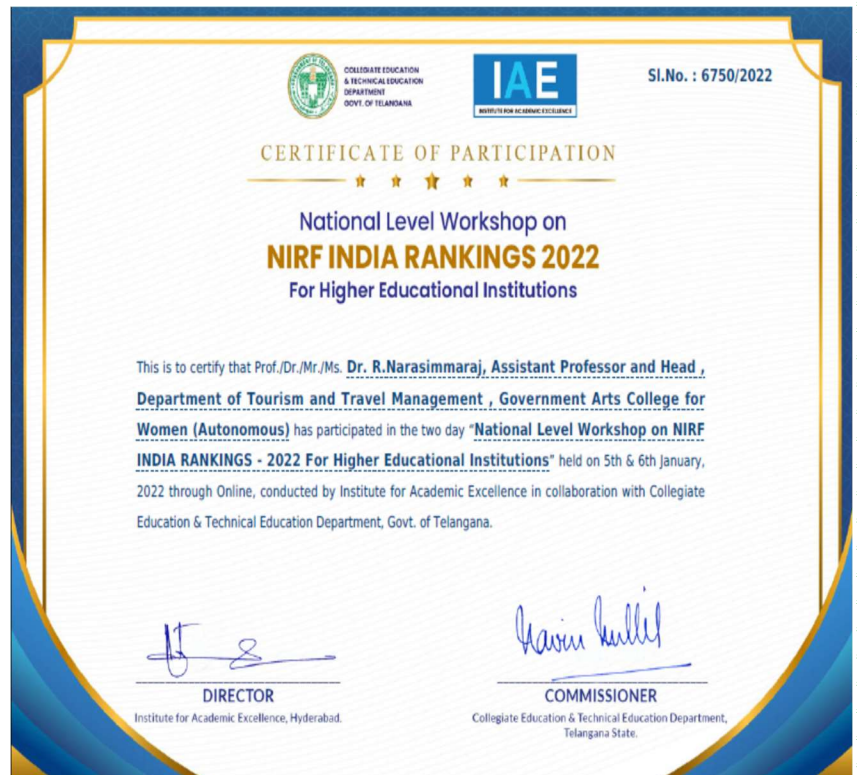 COLLEGIATE EDUCATION
& TECHNICAL EDUCATION
DEPARTMENT
GOVT. OF TELANGANA
IAE
INSTITUTE FOR ACADEMIC EXCELLENCE
Sl.No. : 6750/2022
CERTIFICATE OF PARTICIPATION
National Level Workshop on
NIRF INDIA RANKINGS 2022
For Higher Educational Institutions
This is to certify that Prof./Dr./Mr./Ms. Dr. R.Narasimmaraj, Assistant Professor and Head ,
Department of Tourism and Travel Management , Government Arts College for
Women (Autonomous) has participated in the two day “National Level Workshop on NIRF
INDIA RANKINGS - 2022 For Higher Educational Institutions” held on 5th & 6th January,
2022 through Online, conducted by Institute for Academic Excellence in collaboration with Collegiate
Education & Technical Education Department, Govt. of Telangana.
DIRECTOR
Institute for Academic Excellence, Hyderabad.
COMMISSIONER
Collegiate Education & Technical Education Department,
Telangana State.